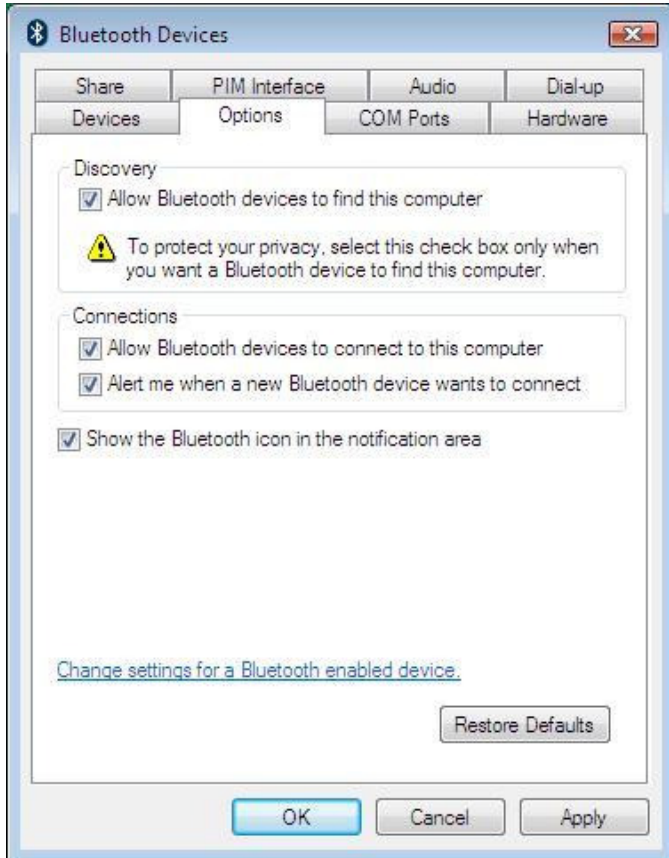 Bluetooth Devices
Share PIM Interface Audio Dial-up
Devices Options COM Ports Hardware
Discovery
Allow Bluetooth devices to find this computer
To protect your privacy, select this check box only when
you want a Bluetooth device to find this computer.
Connections
Allow Bluetooth devices to connect to this computer
Alert me when a new Bluetooth device wants to connect
Show the Bluetooth icon in the notification area
Change settings for a Bluetooth enabled device.
Restore Defaults
OK Cancel Apply